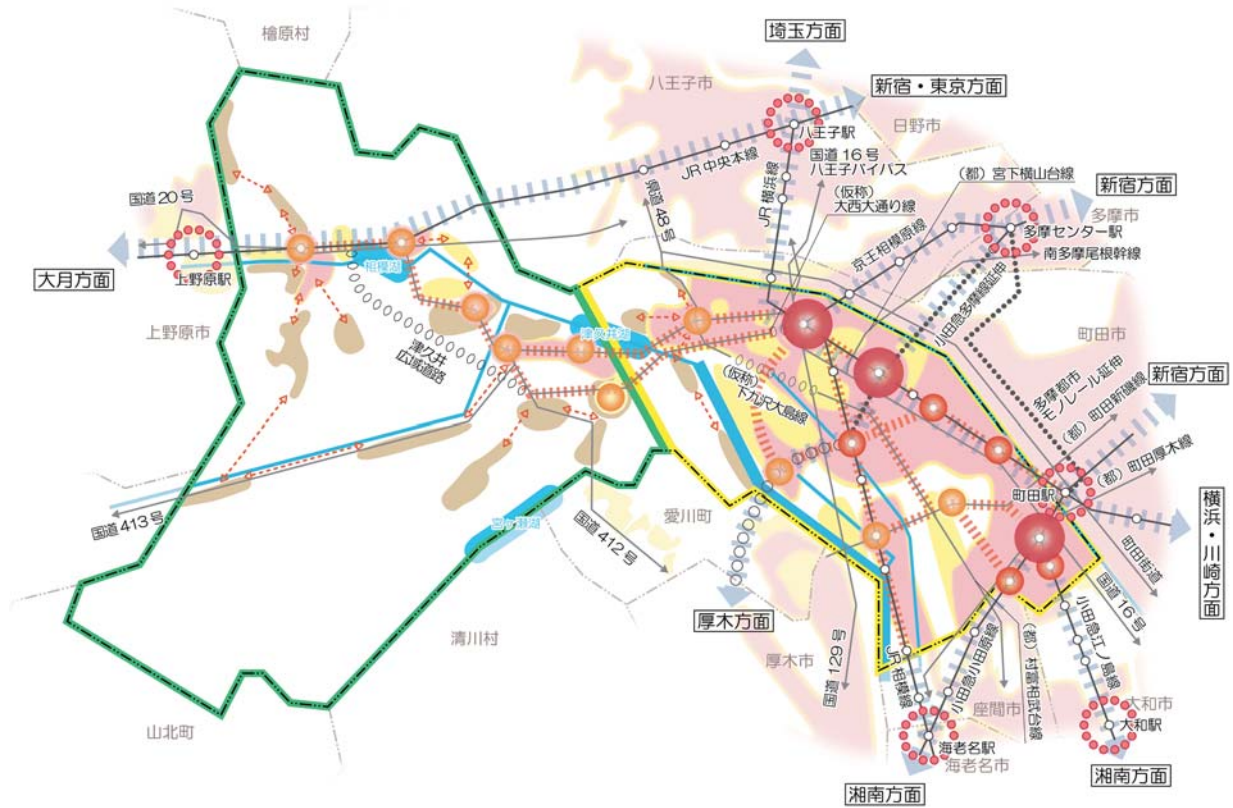 檜原村
埼玉方面
八王子市
新宿・東京方面
日野市
八王子駅
国道16号
八王子バイパス
(都)宮下横山台線
新宿方面
JR中央本線
県道48号
JR横浜線
(仮称)
大西大通り線
多摩市
多摩センター駅
京王相模原線
南多摩尾根幹線
国道20号
大月方面
上野原駅
相模湖
小田急多摩線延伸
上野原市
町田市
津久井湖
津久井
広域道路
新宿方面
(仮称)
下九沢大島線
多摩都市
モノレール延伸
(都)町田新磯線
(都)町田厚木線
町田駅
国道413号
宮ヶ瀬湖
国道412号
愛川町
横浜・川崎方面
町田街道
国道16号
厚木方面
清川村
厚木市
国道129号
JR相模線
小田急小田原線
(都)村富相武台線
小田急江ノ島線
座間市
大和市
大和駅
山北町
海老名駅
海老名市
湘南方面
湘南方面